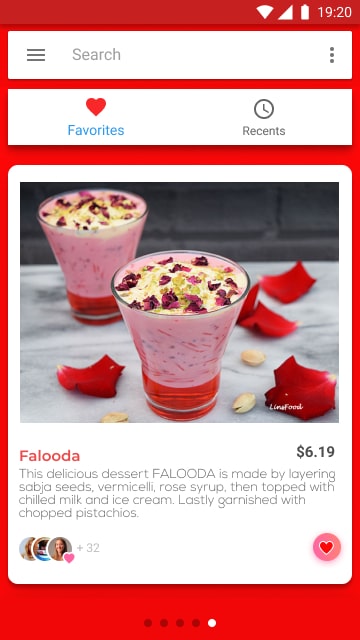 19:20
Search
Favorites
Recents
LinsFood
Falooda
$6.19
This delicious dessert FALOODA is made by layering
sabja seeds, vermicelli, rose syrup, then topped with
chilled milk and ice cream. Lastly garnished with
chopped pistachios.
+ 32